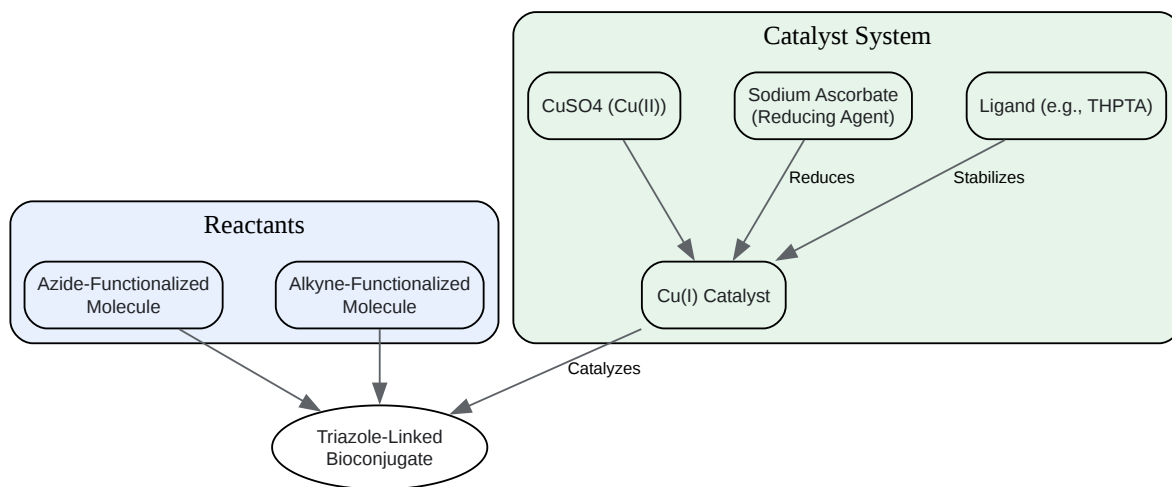 Catalyst System
CuSO4 (Cu(II))
Sodium Ascorbate
(Reducing Agent)
Ligand (e.g., THPTA)
Reduces
Stabilizes
Reactants
Azide-Functionalized
Molecule
Alkyne-Functionalized
Molecule
Cu(I) Catalyst
Catalyzes
Triazole-Linked
Bioconjugate